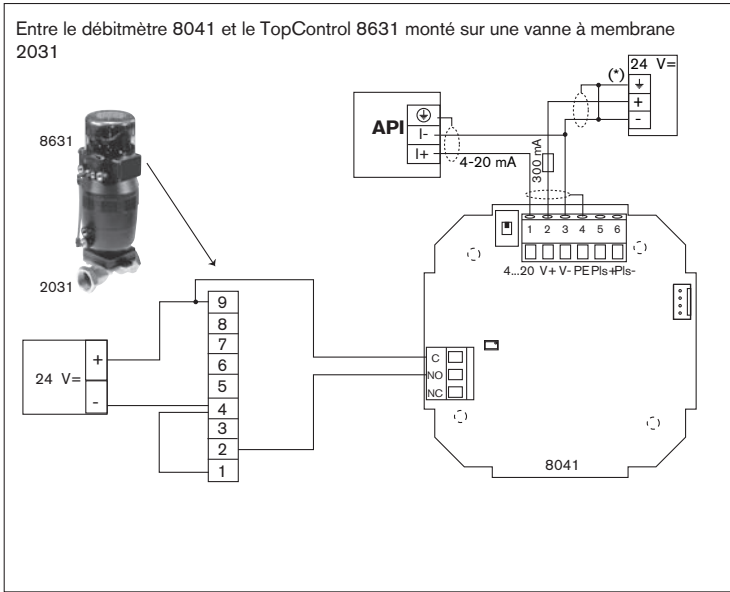 Entre le débitmètre 8041 et le TopControl 8631 monté sur une vanne à membrane
2031
24 V=
(*)
+
-
API
I-
I+
4-20 mA
300 mA
8631
2031
1 2 3 4 5 6
4...20 V+ V- PE Pls+Pls-
9
8
7
6
5
4
3
2
1
24 V=
+
-
C
NO
NC
8041